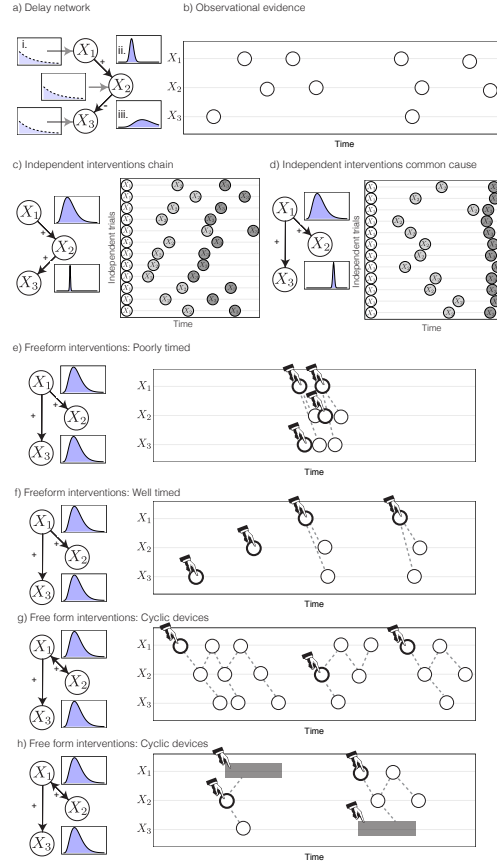 a) Delay network
b) Observational evidence
i.
X1
+
ii.
X2
-
X3
iii.
X1
X2
X3
Time
c) Independent interventions chain
d) Independent interventions common cause
X1
+
X2
+
X3
Independent trials
Time
X1
+
X2
+
X3
Independent trials
Time
e) Freeform interventions: Poorly timed
X1
+
+
X2
X3
X1
X2
X3
Time
f) Freeform interventions: Well timed
X1
+
+
X2
X3
X1
X2
X3
Time
g) Free form interventions: Cyclic devices
X1
+
+
X2
X3
X1
X2
X3
Time
h) Free form interventions: Cyclic devices
X1
+
+
X2
X3
X1
X2
X3
Time